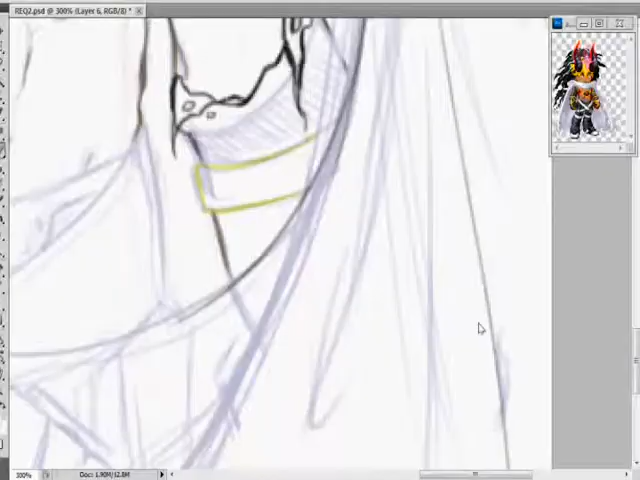 REQ2.psd @ 300% (Layer 6, RGB/8) *
300%
Doc: 1.90M/12.8M